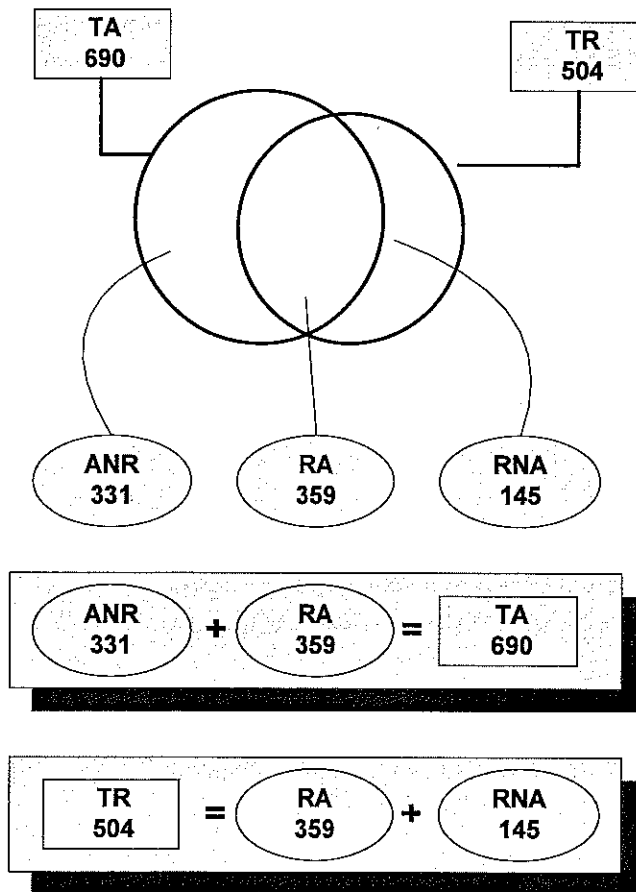 TA
690
TR
504
ANR
331
RA
359
RNA
145
ANR
331
+
RA
359
=
TA
690
TR
504
=
RA
359
+
RNA
145